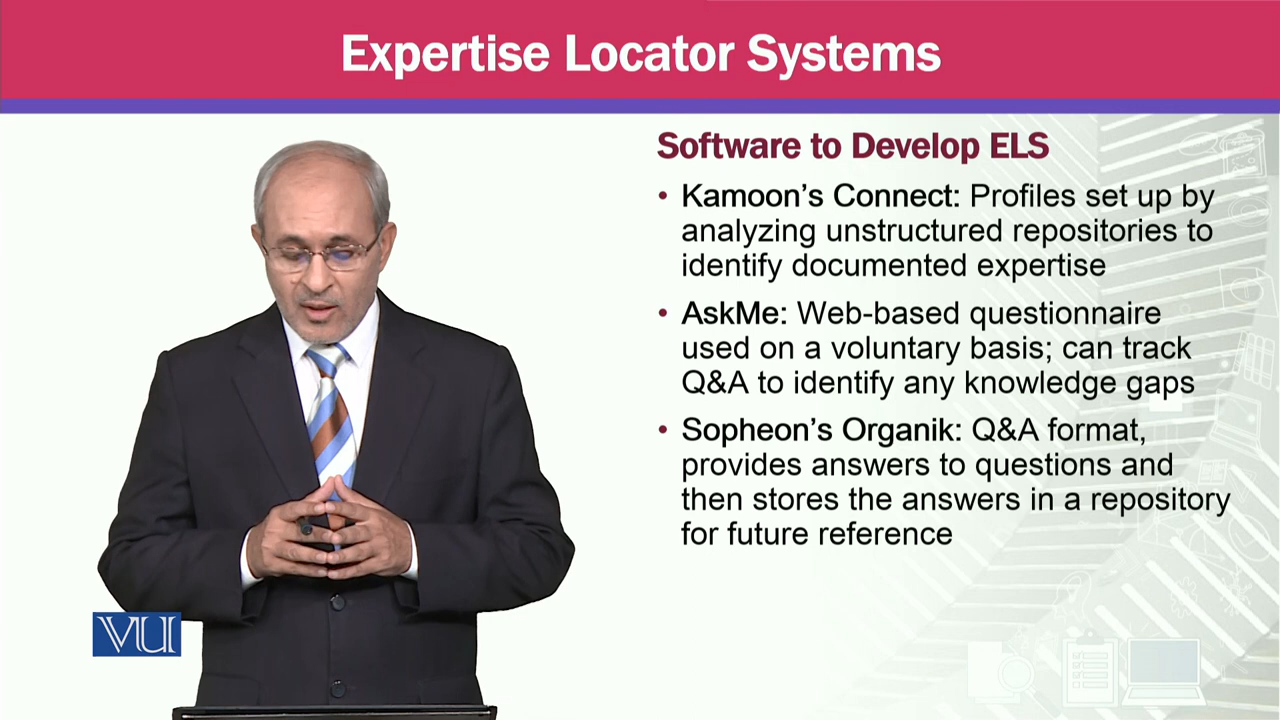 Expertise Locator Systems
Software to Develop ELS
• Kamoon's Connect: Profiles set up by
analyzing unstructured repositories to
identify documented expertise
• AskMe: Web-based questionnaire
used on a voluntary basis; can track
Q&A to identify any knowledge gaps
• Sopheon's Organik: Q&A format,
provides answers to questions and
then stores the answers in a repository
for future reference
VU